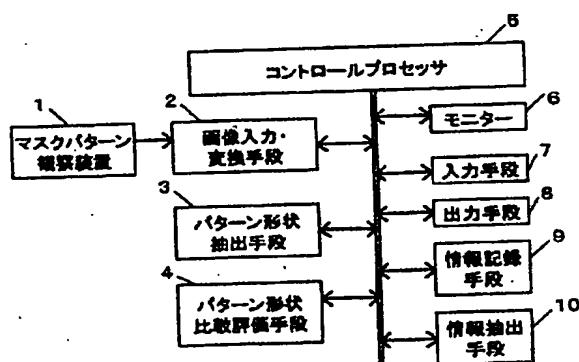 5
コントロールプロセッサ
1
マスクパターン
観察装置
2
画像入力・
変換手段
3
パターン形状
抽出手段
4
パターン形状
比較評価手段
6
モニター
7
入力手段
8
出力手段
9
情報記録
手段
10
情報抽出
手段